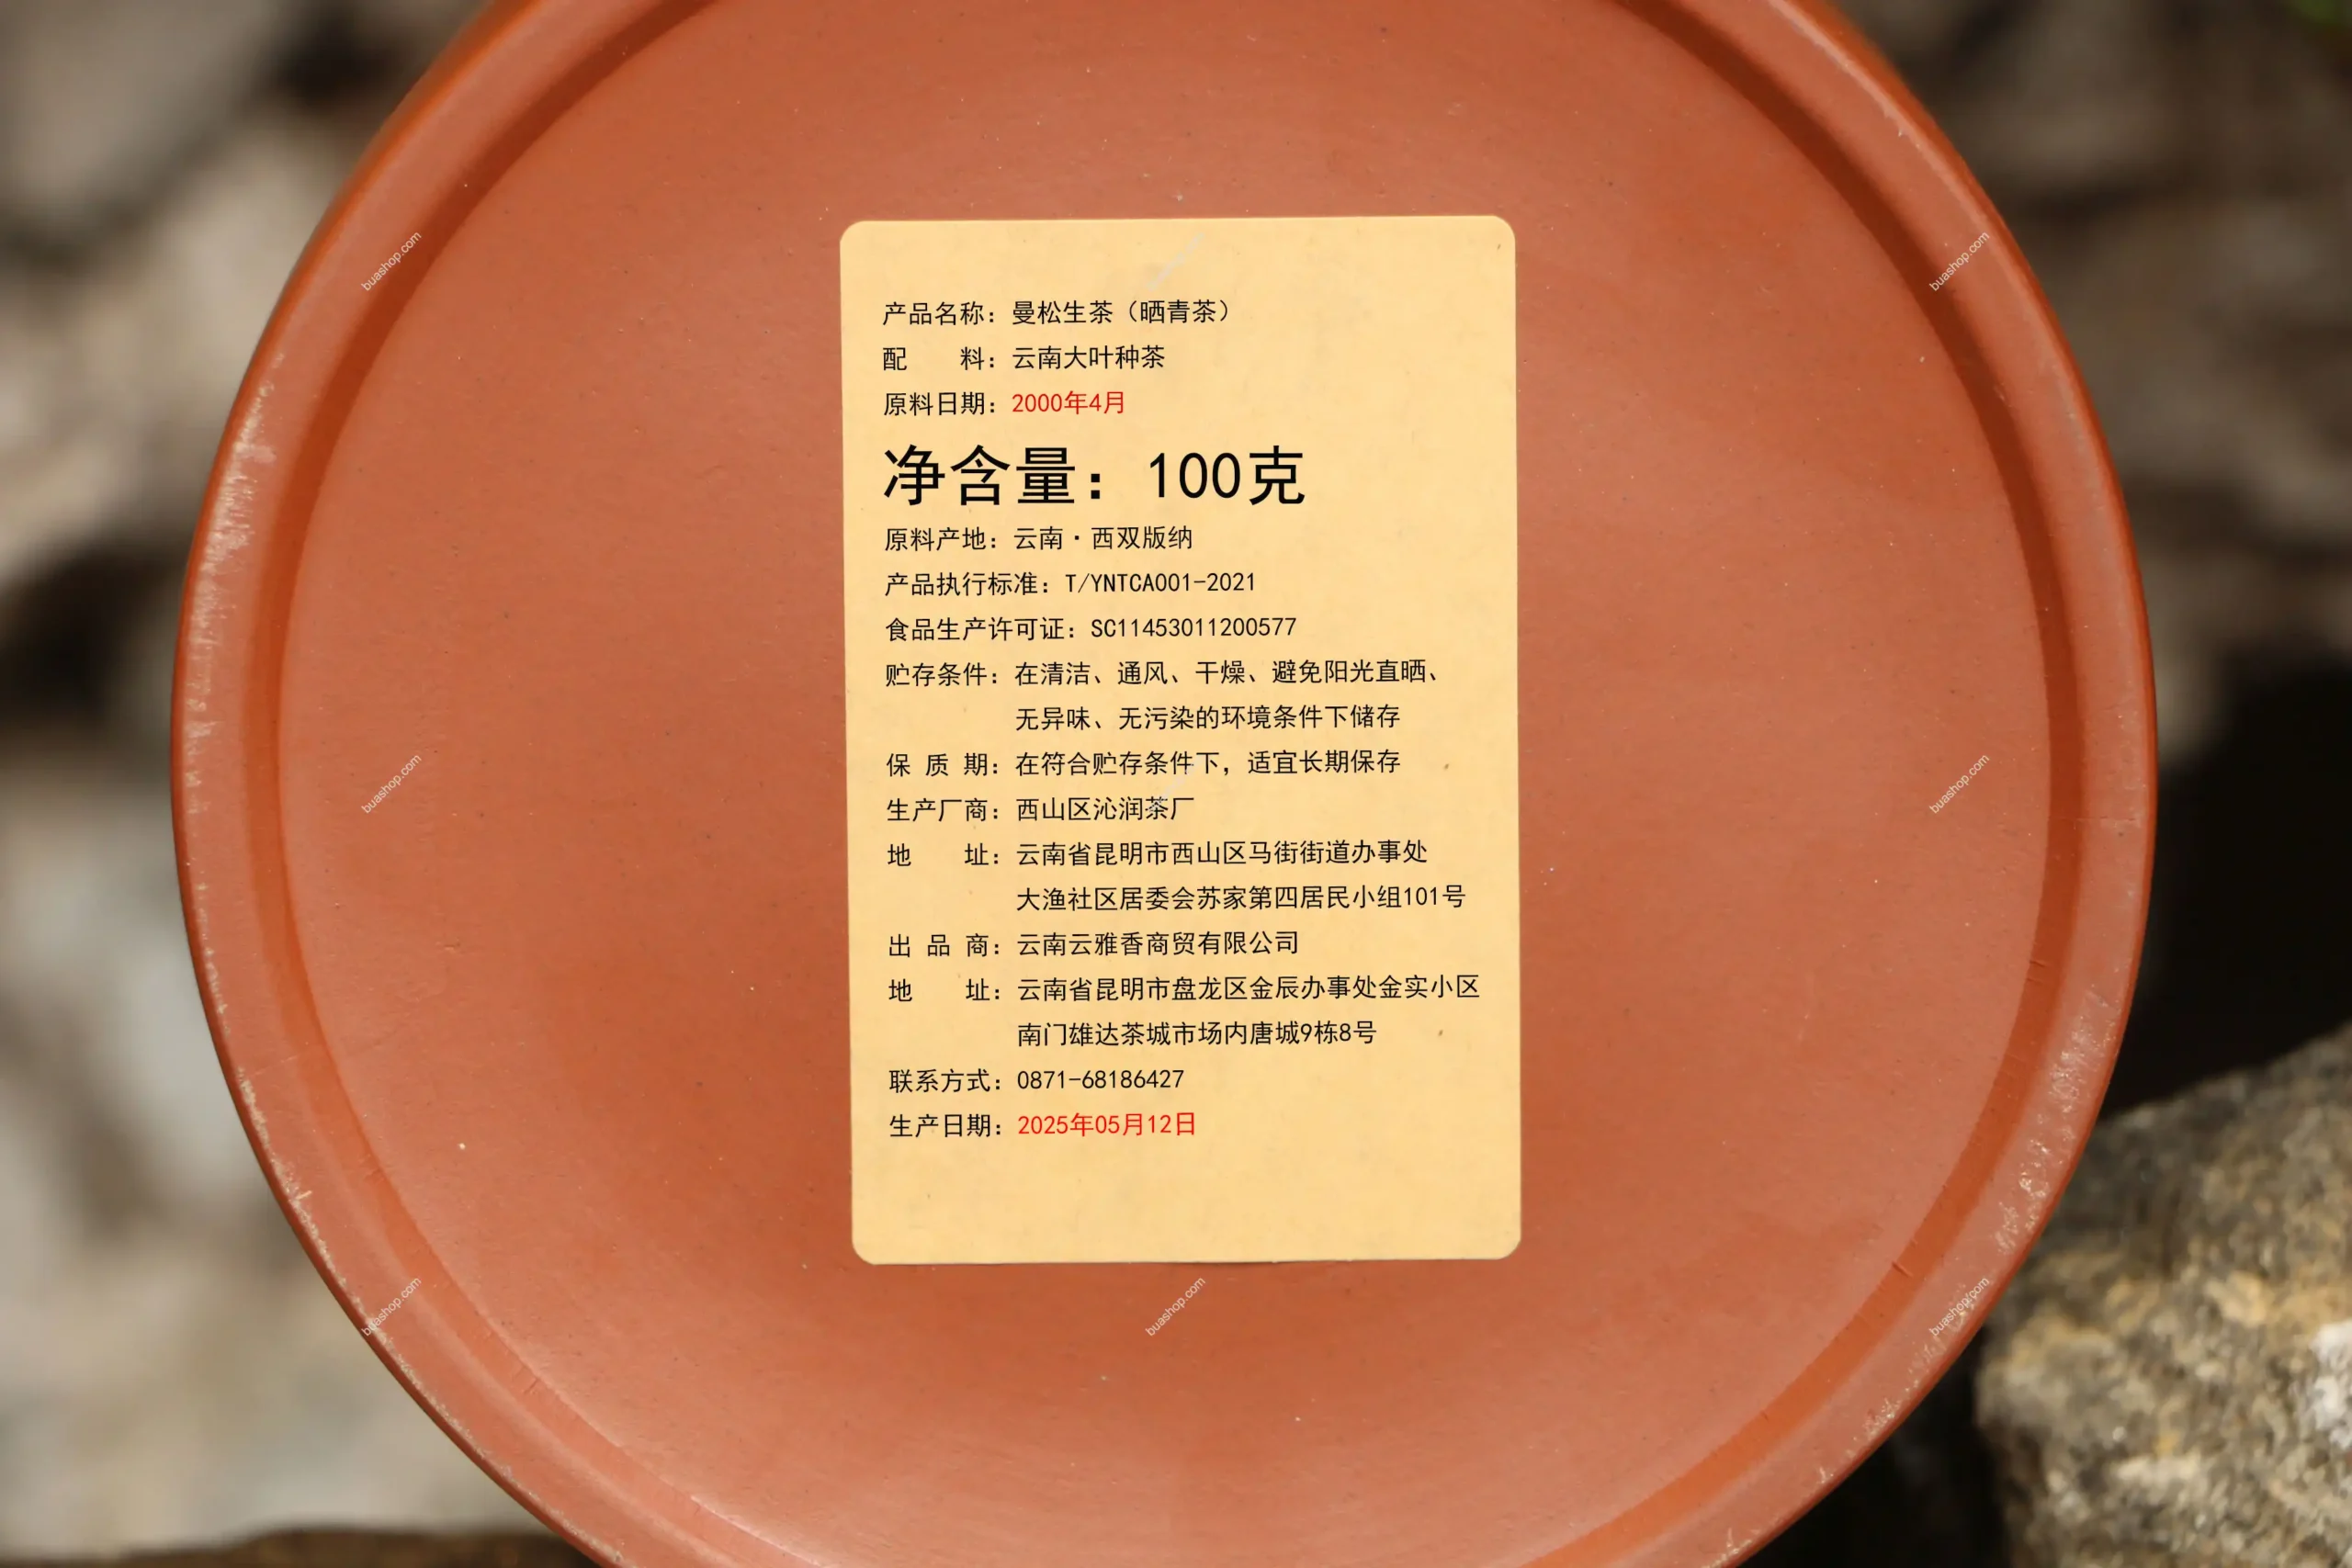 产品名称：曼松生茶（晒青茶）
配　　料：云南大叶种茶
原料日期：2000年4月
净含量：100克
原料产地：云南·西双版纳
产品执行标准：T/YNTCA001-2021
食品生产许可证：SC11453011200577
贮存条件：在清洁、通风、干燥、避免阳光直晒、
无异味、无污染的环境条件下储存
保 质 期：在符合贮存条件下，适宜长期保存
生产厂商：西山区沁润茶厂
地　　址：云南省昆明市西山区马街街道办事处
大渔社区居委会苏家第四居民小组101号
出 品 商：云南云雅香商贸有限公司
地　　址：云南省昆明市盘龙区金辰办事处金实小区
南门雄达茶城市场内唐城9栋8号
联系方式：0871-68186427
生产日期：2025年05月12日
buashop.com
buashop.com
buashop.com
buashop.com
buashop.com
buashop.com
buashop.com